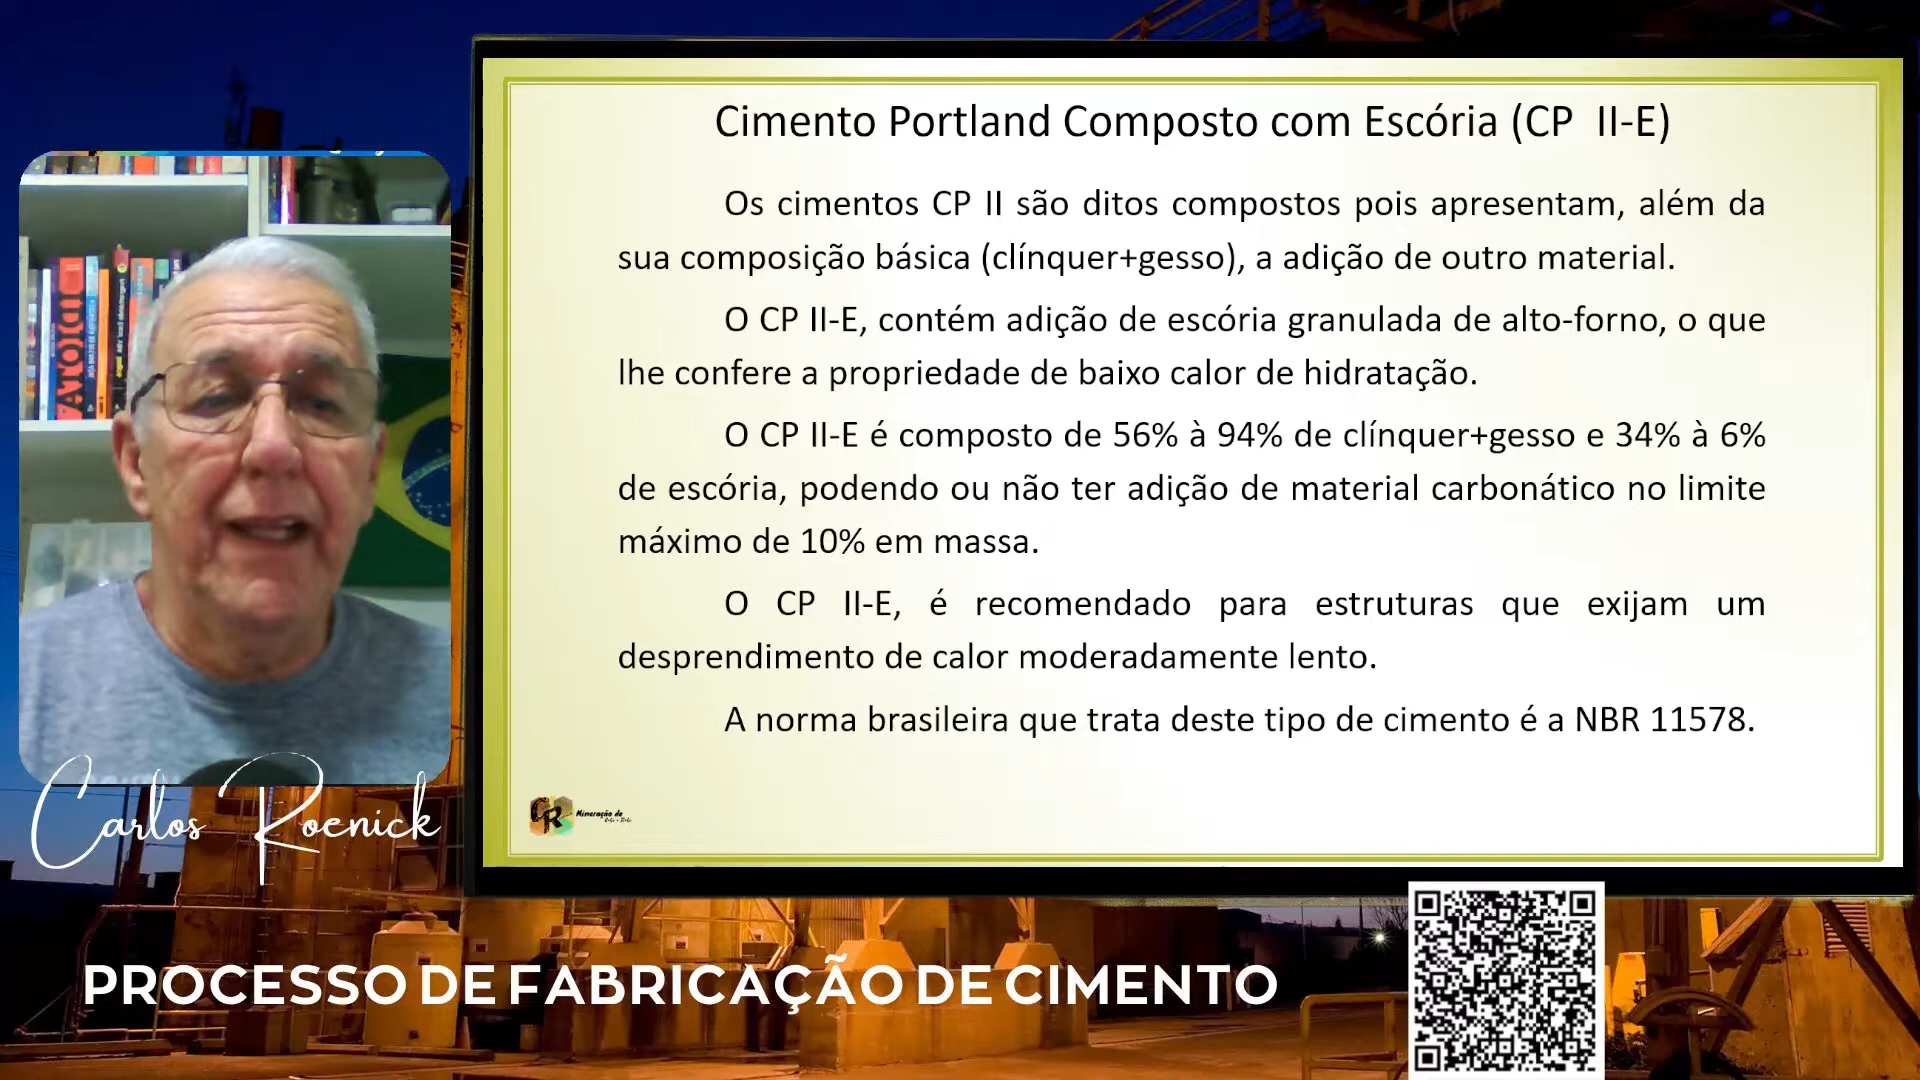 Cimento Portland Composto com Escória (CP II-E)
Os cimentos CP II são ditos compostos pois apresentam, além da
sua composição básica (clínquer+gesso), a adição de outro material.
O CP II-E, contém adição de escória granulada de alto-forno, o que
lhe confere a propriedade de baixo calor de hidratação.
O CP II-E é composto de 56% à 94% de clínquer+gesso e 34% à 6%
de escória, podendo ou não ter adição de material carbonático no limite
máximo de 10% em massa.
O CP II-E, é recomendado para estruturas que exijam um
desprendimento de calor moderadamente lento.
A norma brasileira que trata deste tipo de cimento é a NBR 11578.
CR
Mineração de
Carlos Roenick
PROCESSO DE FABRICAÇÃO DE CIMENTO